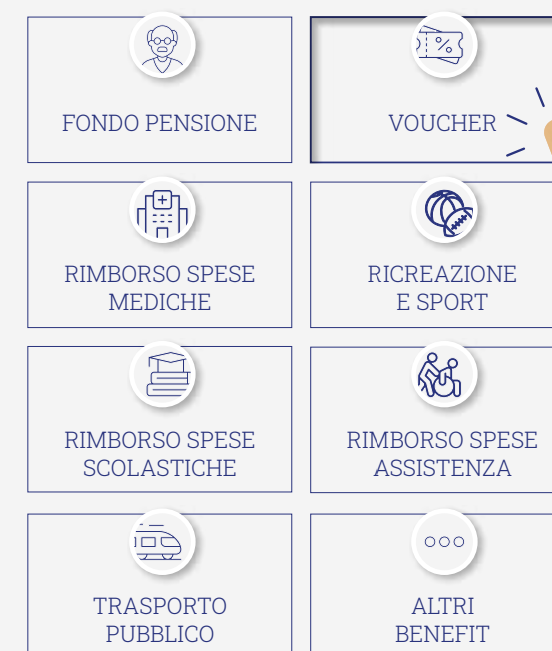 FONDO PENSIONE
VOUCHER
RIMBORSO SPESE
MEDICHE
RICREAZIONE
E SPORT
RIMBORSO SPESE
SCOLASTICHE
RIMBORSO SPESE
ASSISTENZA
TRASPORTO
PUBBLICO
ALTRI
BENEFIT